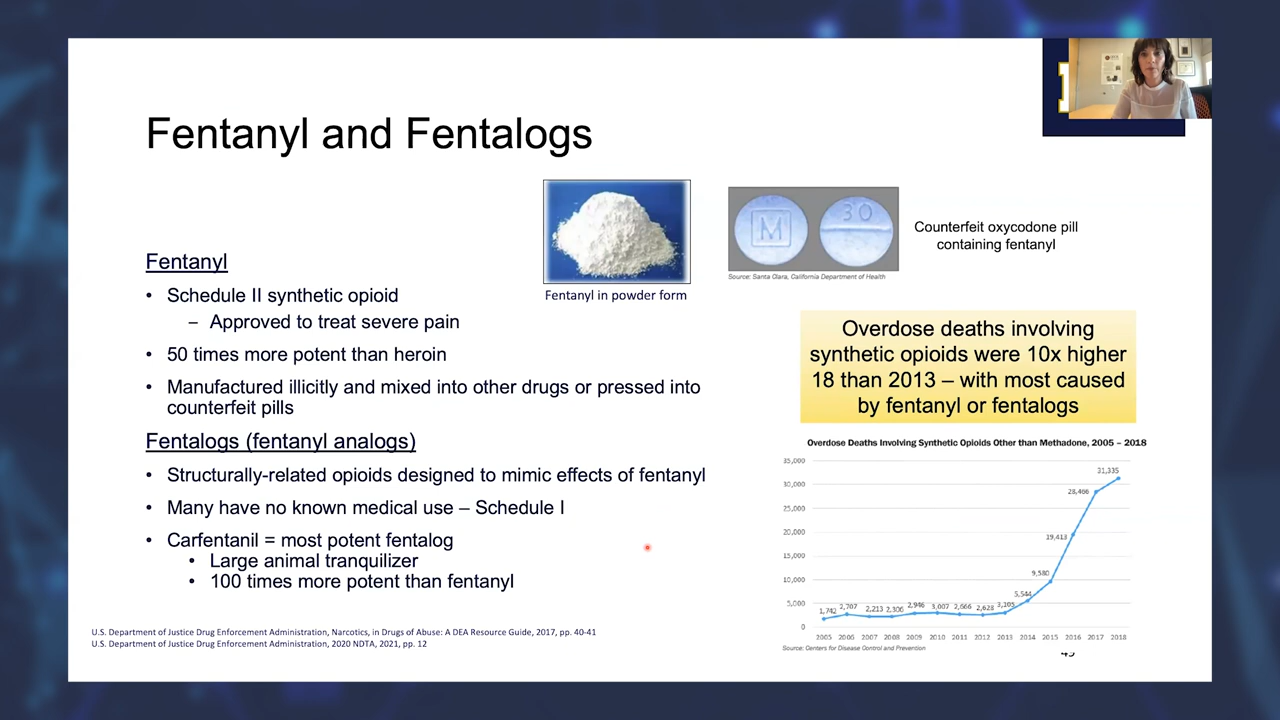 Fentanyl and Fentalogs
M
30
Counterfeit oxycodone pill
containing fentanyl
Source: Santa Clara, California Department of Health
Fentanyl in powder form
Fentanyl
• Schedule II synthetic opioid
– Approved to treat severe pain
• 50 times more potent than heroin
• Manufactured illicitly and mixed into other drugs or pressed into
counterfeit pills
Fentalogs (fentanyl analogs)
• Structurally-related opioids designed to mimic effects of fentanyl
• Many have no known medical use – Schedule I
• Carfentanil = most potent fentalog
• Large animal tranquilizer
• 100 times more potent than fentanyl
Overdose deaths involving
synthetic opioids were 10x higher
18 than 2013 – with most caused
by fentanyl or fentalogs
Overdose Deaths Involving Synthetic Opioids Other than Methadone, 2005 – 2018
35,000
30,000
25,000
20,000
15,000
10,000
5,000
0
1,742 2,707 2,213 2,306 2,946 3,007 2,666 2,628 3,105 5,544 9,580 19,413 28,466 31,335
2005 2006 2007 2008 2009 2010 2011 2012 2013 2014 2015 2016 2017 2018
Source: Centers for Disease Control and Prevention
U.S. Department of Justice Drug Enforcement Administration, Narcotics, in Drugs of Abuse: A DEA Resource Guide, 2017, pp. 40-41
U.S. Department of Justice Drug Enforcement Administration, 2020 NDTA, 2021, pp. 12